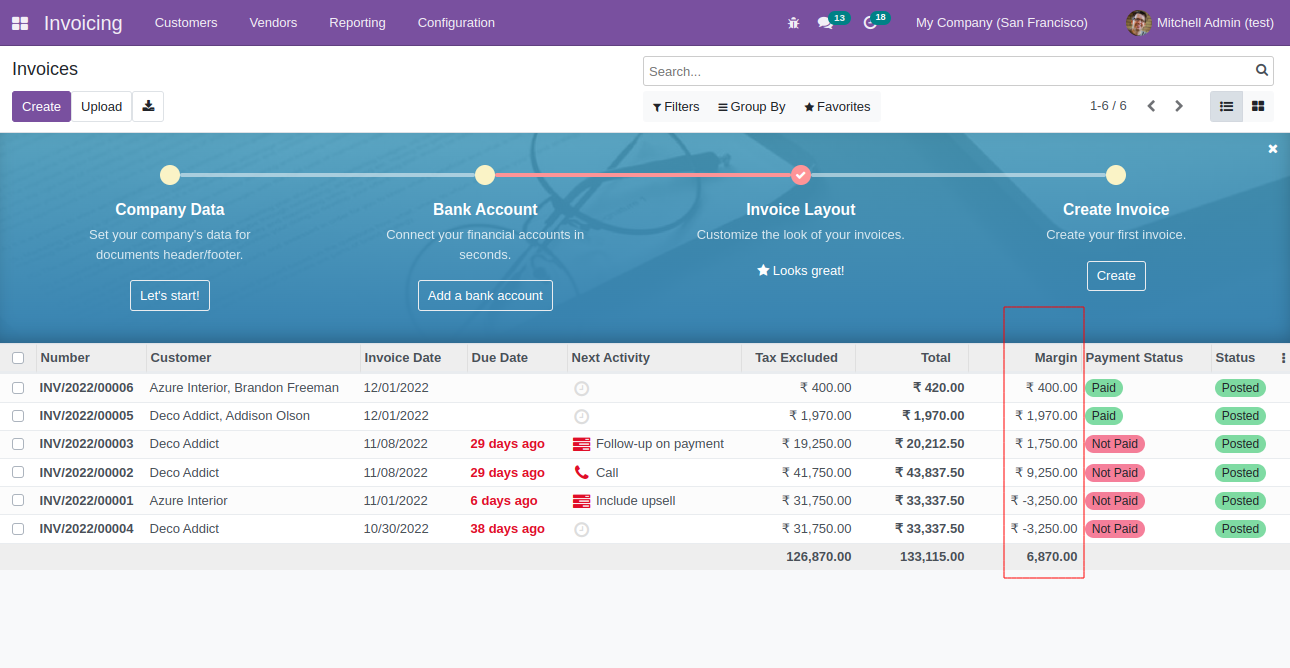 Invoicing Customers Vendors Reporting Configuration 13 18 My Company (San Francisco) Mitchell Admin (test)
Invoices
Search...
Create Upload
Filters Group By Favorites 1-6 / 6
Company Data Bank Account Invoice Layout Create Invoice
Set your company's data for Connect your financial accounts in Customize the look of your invoices. Create your first invoice.
documents header/footer. seconds.
Looks great!
Let's start! Add a bank account Create
Number Customer Invoice Date Due Date Next Activity Tax Excluded Total Margin Payment Status Status
INV/2022/00006 Azure Interior, Brandon Freeman 12/01/2022 ₹ 400.00 ₹ 420.00 ₹ 400.00 Paid Posted
INV/2022/00005 Deco Addict, Addison Olson 12/01/2022 ₹ 1,970.00 ₹ 1,970.00 ₹ 1,970.00 Paid Posted
INV/2022/00003 Deco Addict 11/08/2022 29 days ago Follow-up on payment ₹ 19,250.00 ₹ 20,212.50 ₹ 1,750.00 Not Paid Posted
INV/2022/00002 Deco Addict 11/08/2022 29 days ago Call ₹ 41,750.00 ₹ 43,837.50 ₹ 9,250.00 Not Paid Posted
INV/2022/00001 Azure Interior 11/01/2022 6 days ago Include upsell ₹ 31,750.00 ₹ 33,337.50 ₹ -3,250.00 Not Paid Posted
INV/2022/00004 Deco Addict 10/30/2022 38 days ago ₹ 31,750.00 ₹ 33,337.50 ₹ -3,250.00 Not Paid Posted
126,870.00 133,115.00 6,870.00